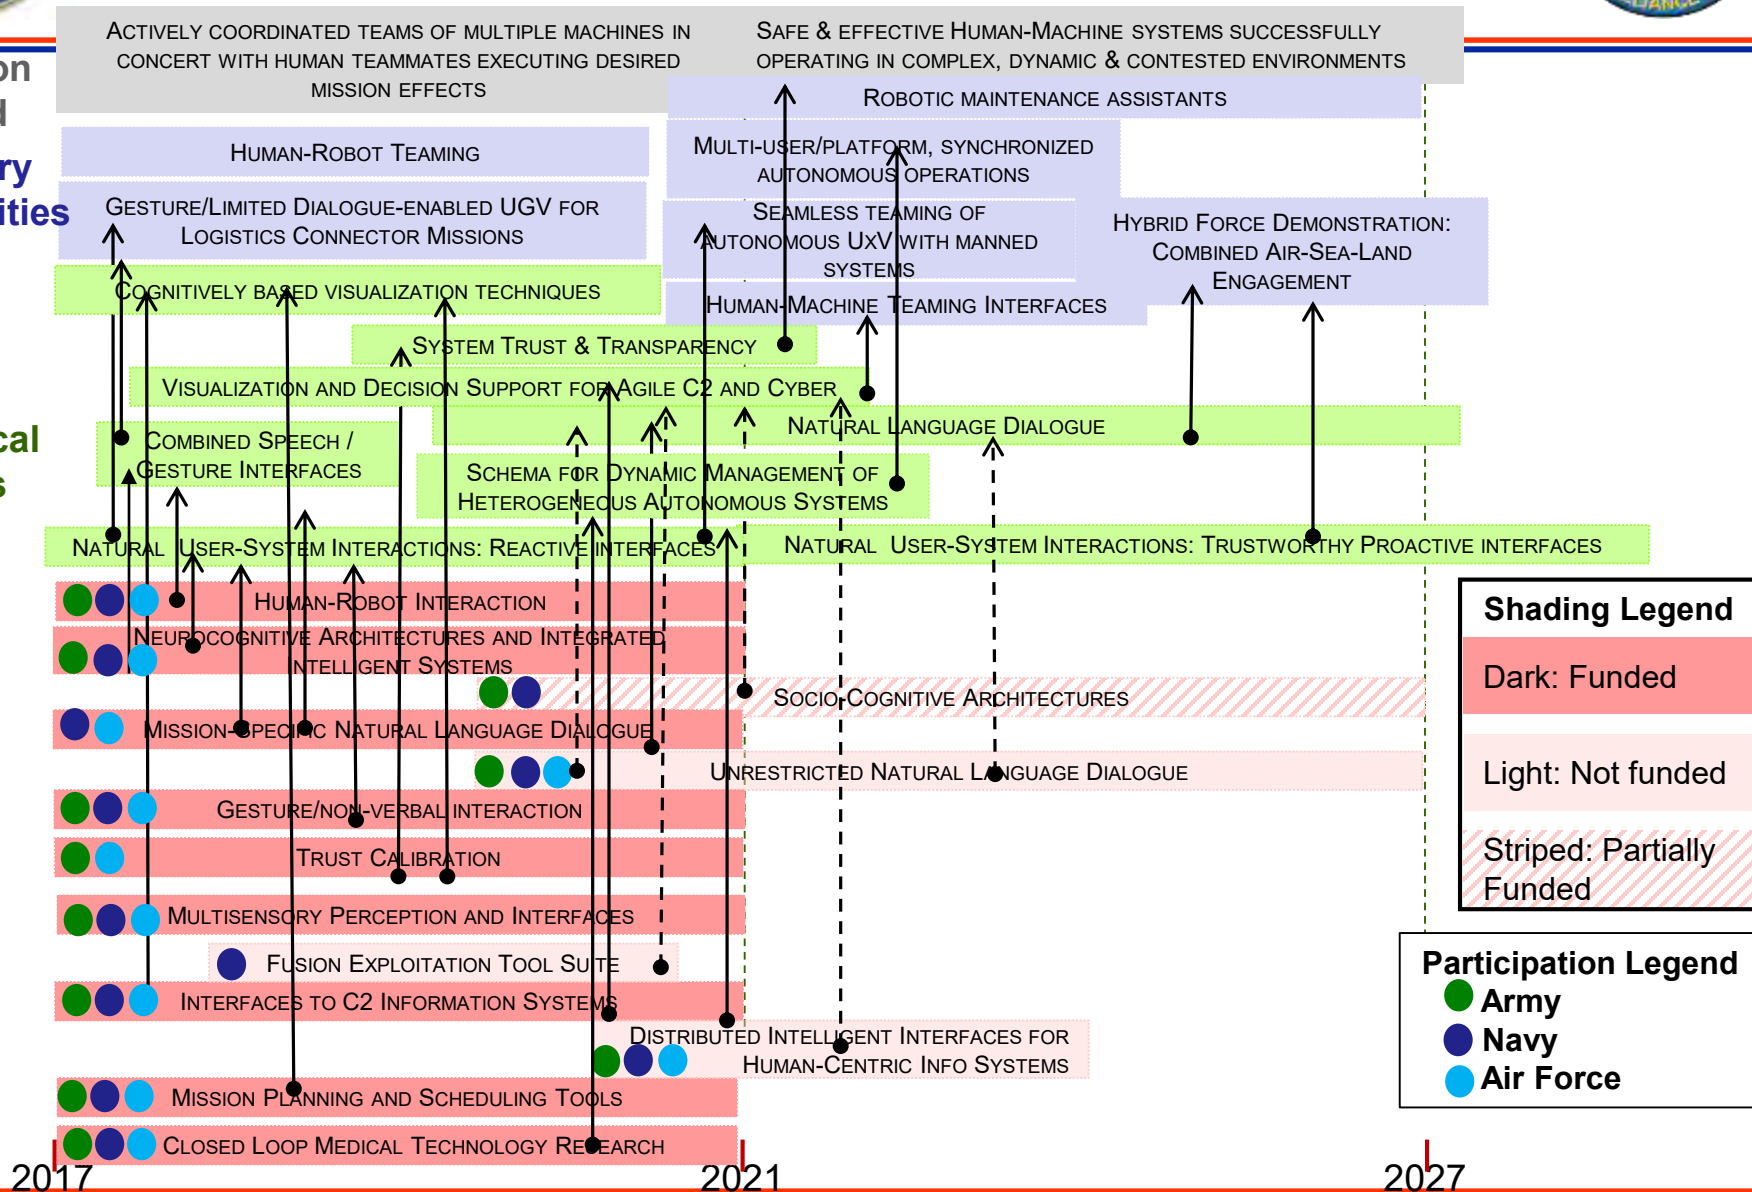 ACTIVELY COORDINATED TEAMS OF MULTIPLE MACHINES IN
CONCERT WITH HUMAN TEAMMATES EXECUTING DESIRED
MISSION EFFECTS
SAFE & EFFECTIVE HUMAN-MACHINE SYSTEMS SUCCESSFULLY
OPERATING IN COMPLEX, DYNAMIC & CONTESTED ENVIRONMENTS
ROBOTIC MAINTENANCE ASSISTANTS
HUMAN-ROBOT TEAMING
MULTI-USER/PLATFORM, SYNCHRONIZED
AUTONOMOUS OPERATIONS
GESTURE/LIMITED DIALOGUE-ENABLED UGV FOR
LOGISTICS CONNECTOR MISSIONS
SEAMLESS TEAMING OF
AUTONOMOUS UXV WITH MANNED
SYSTEMS
HYBRID FORCE DEMONSTRATION:
COMBINED AIR-SEA-LAND
ENGAGEMENT
COGNITIVELY BASED VISUALIZATION TECHNIQUES
HUMAN-MACHINE TEAMING INTERFACES
SYSTEM TRUST & TRANSPARENCY
VISUALIZATION AND DECISION SUPPORT FOR AGILE C2 AND CYBER
NATURAL LANGUAGE DIALOGUE
COMBINED SPEECH /
GESTURE INTERFACES
SCHEMA FOR DYNAMIC MANAGEMENT OF
HETEROGENEOUS AUTONOMOUS SYSTEMS
NATURAL USER-SYSTEM INTERACTIONS: REACTIVE INTERFACES
NATURAL USER-SYSTEM INTERACTIONS: TRUSTWORTHY PROACTIVE INTERFACES
HUMAN-ROBOT INTERACTION
NEUROCOGNITIVE ARCHITECTURES AND INTEGRATED
INTELLIGENT SYSTEMS
SOCIO-COGNITIVE ARCHITECTURES
MISSION-SPECIFIC NATURAL LANGUAGE DIALOGUE
UNRESTRICTED NATURAL LANGUAGE DIALOGUE
GESTURE/NON-VERBAL INTERACTION
TRUST CALIBRATION
MULTISENSORY PERCEPTION AND INTERFACES
FUSION EXPLOITATION TOOL SUITE
INTERFACES TO C2 INFORMATION SYSTEMS
DISTRIBUTED INTELLIGENT INTERFACES FOR
HUMAN-CENTRIC INFO SYSTEMS
MISSION PLANNING AND SCHEDULING TOOLS
CLOSED LOOP MEDICAL TECHNOLOGY RESEARCH
Shading Legend
Dark: Funded
Light: Not funded
Striped: Partially
Funded
Participation Legend
Army
Navy
Air Force
2017
2021
2027